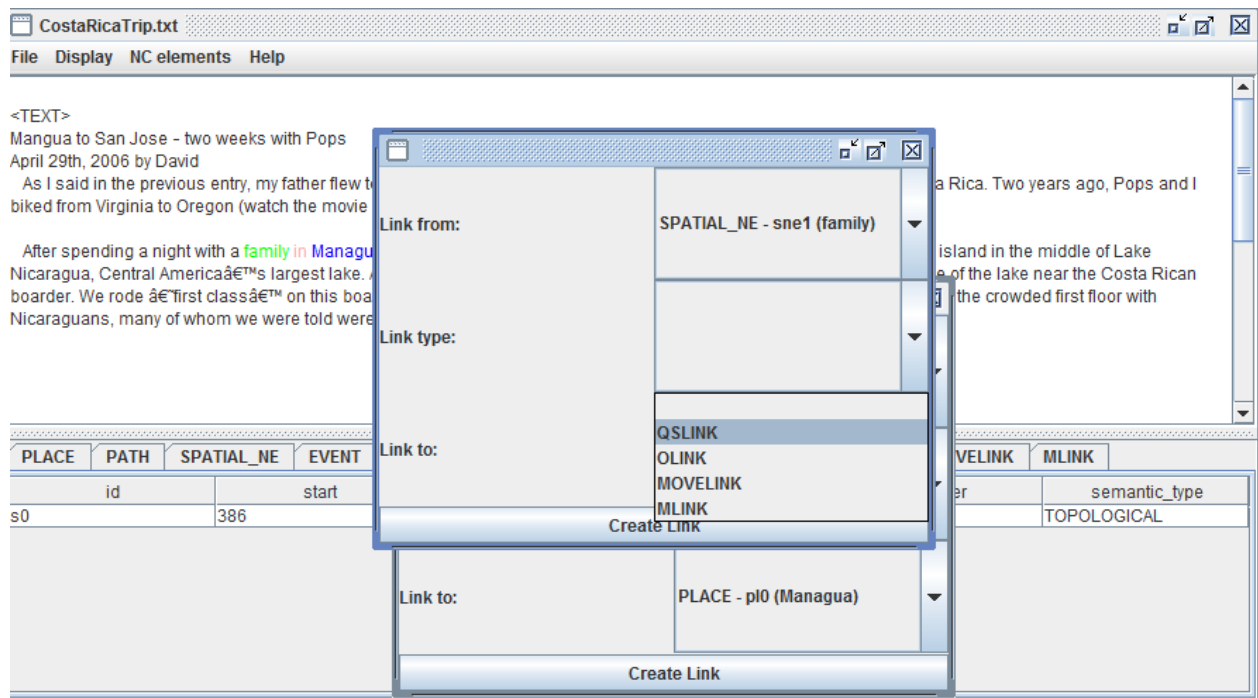 CostaRicaTrip.txt
File Display NC elements Help
<TEXT>
Mangua to San Jose - two weeks with Pops
April 29th, 2006 by David
As I said in the previous entry, my father flew a Rica. Two years ago, Pops and I
biked from Virginia to Oregon (watch the movie
After spending a night with a family in Managu island in the middle of Lake
Nicaragua, Central Americaâ€™s largest lake. e of the lake near the Costa Rican
boarder. We rode â€˜first classâ€™ on this boa the crowded first floor with
Nicaraguans, many of whom we were told were
Link from:
SPATIAL_NE - sne1 (family)
Link type:
QSLINK
OLINK
MOVELINK
MLINK
Link to:
Create Link
PLACE PATH SPATIAL_NE EVENT VELINK MLINK
id start er semantic_type
s0 386 TOPOLOGICAL
Link to:
PLACE - pl0 (Managua)
Create Link